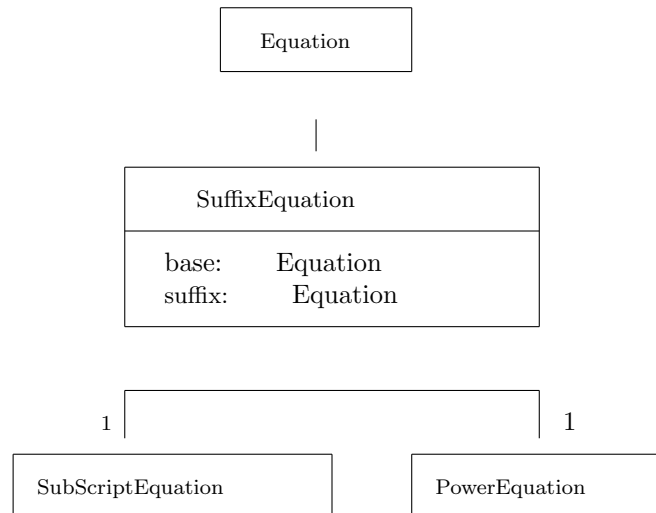 Equation
SuffixEquation
base: Equation
suffix: Equation
1 1
SubScriptEquation PowerEquation